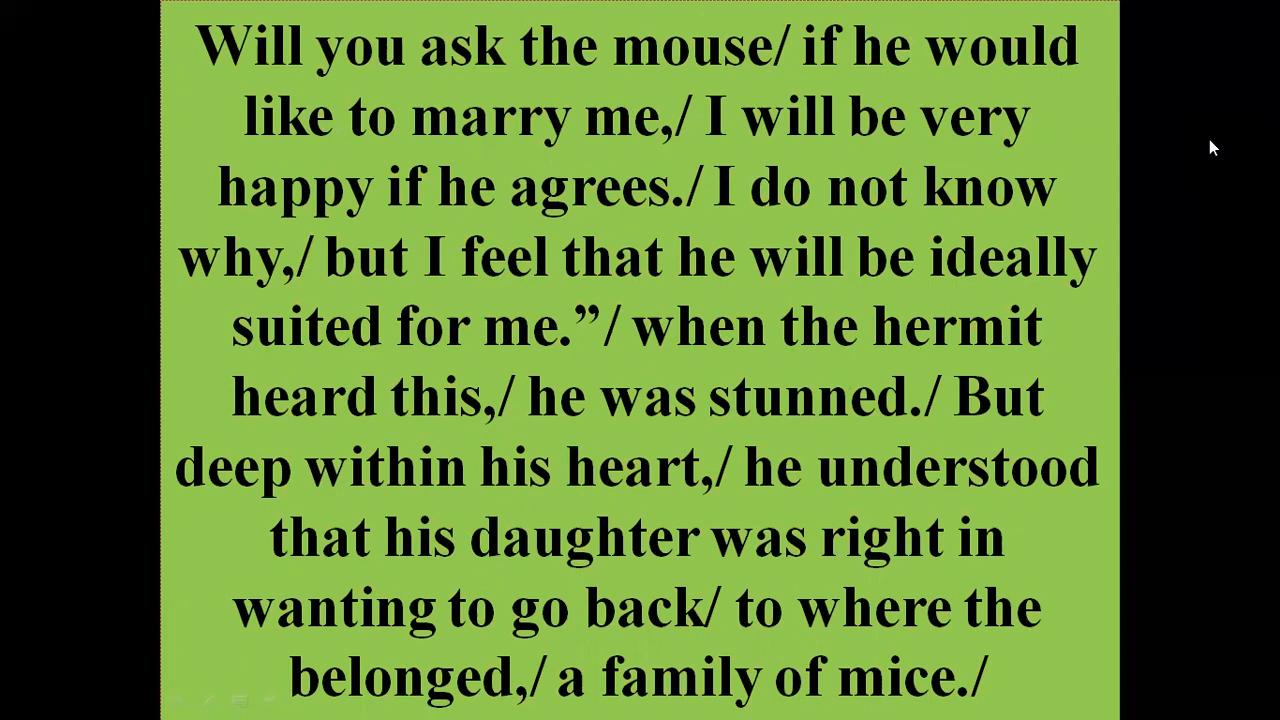 Will you ask the mouse/ if he would
like to marry me,/ I will be very
happy if he agrees./ I do not know
why,/ but I feel that he will be ideally
suited for me.”/ when the hermit
heard this,/ he was stunned./ But
deep within his heart,/ he understood
that his daughter was right in
wanting to go back/ to where the
belonged,/ a family of mice./